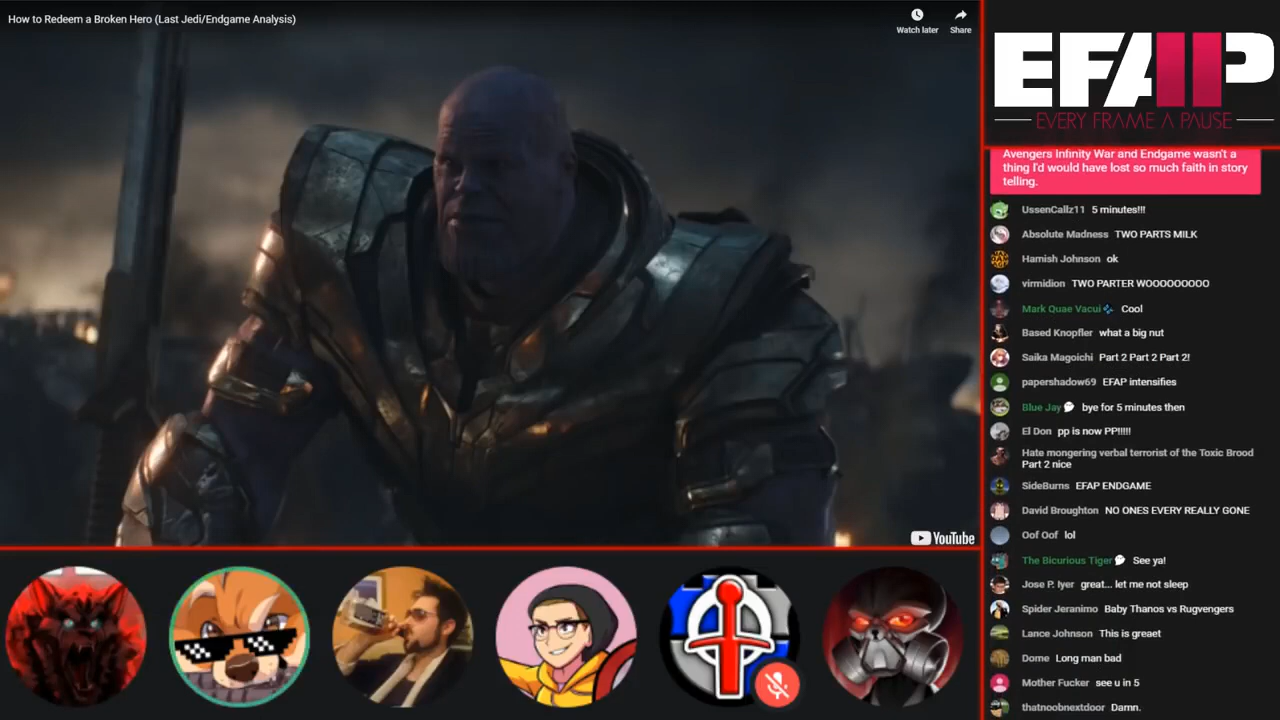 How to Redeem a Broken Hero (Last Jedi/Endgame Analysis)
Watch later
Share
YouTube
EFAP
EVERY FRAME A PAUSE
Avengers Infinity War and Endgame wasn't a
thing I'd would have lost so much faith in story
telling.
UssenCallz11 5 minutes!!!
Absolute Madness TWO PARTS MILK
Hamish Johnson ok
virmidion TWO PARTER WOOOOOOOOO
Mark Quae Vacui Cool
Based Knopfler what a big nut
Saika Magoichi Part 2 Part 2 Part 2!
papershadow69 EFAP intensifies
Blue Jay bye for 5 minutes then
El Don pp is now PP!!!!!
Hate mongering verbal terrorist of the Toxic Brood
Part 2 nice
SideBurns EFAP ENDGAME
David Broughton NO ONES EVERY REALLY GONE
Oof Oof lol
The Bicurious Tiger See ya!
Jose P. Iyer great... let me not sleep
Spider Jeranimo Baby Thanos vs Rugvengers
Lance Johnson This is greaet
Dome Long man bad
Mother Fucker see u in 5
thatnoobnextdoor Damn.